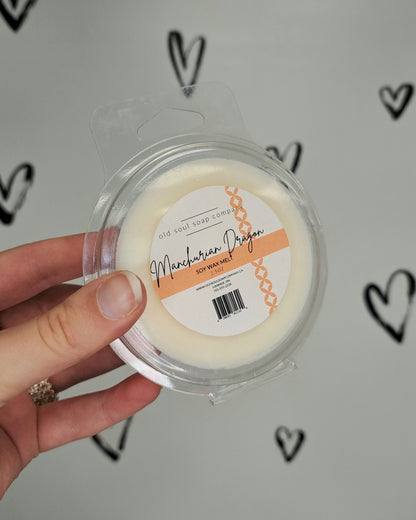 old soul soap company
Manchurian Dragon
SOY WAX MELT